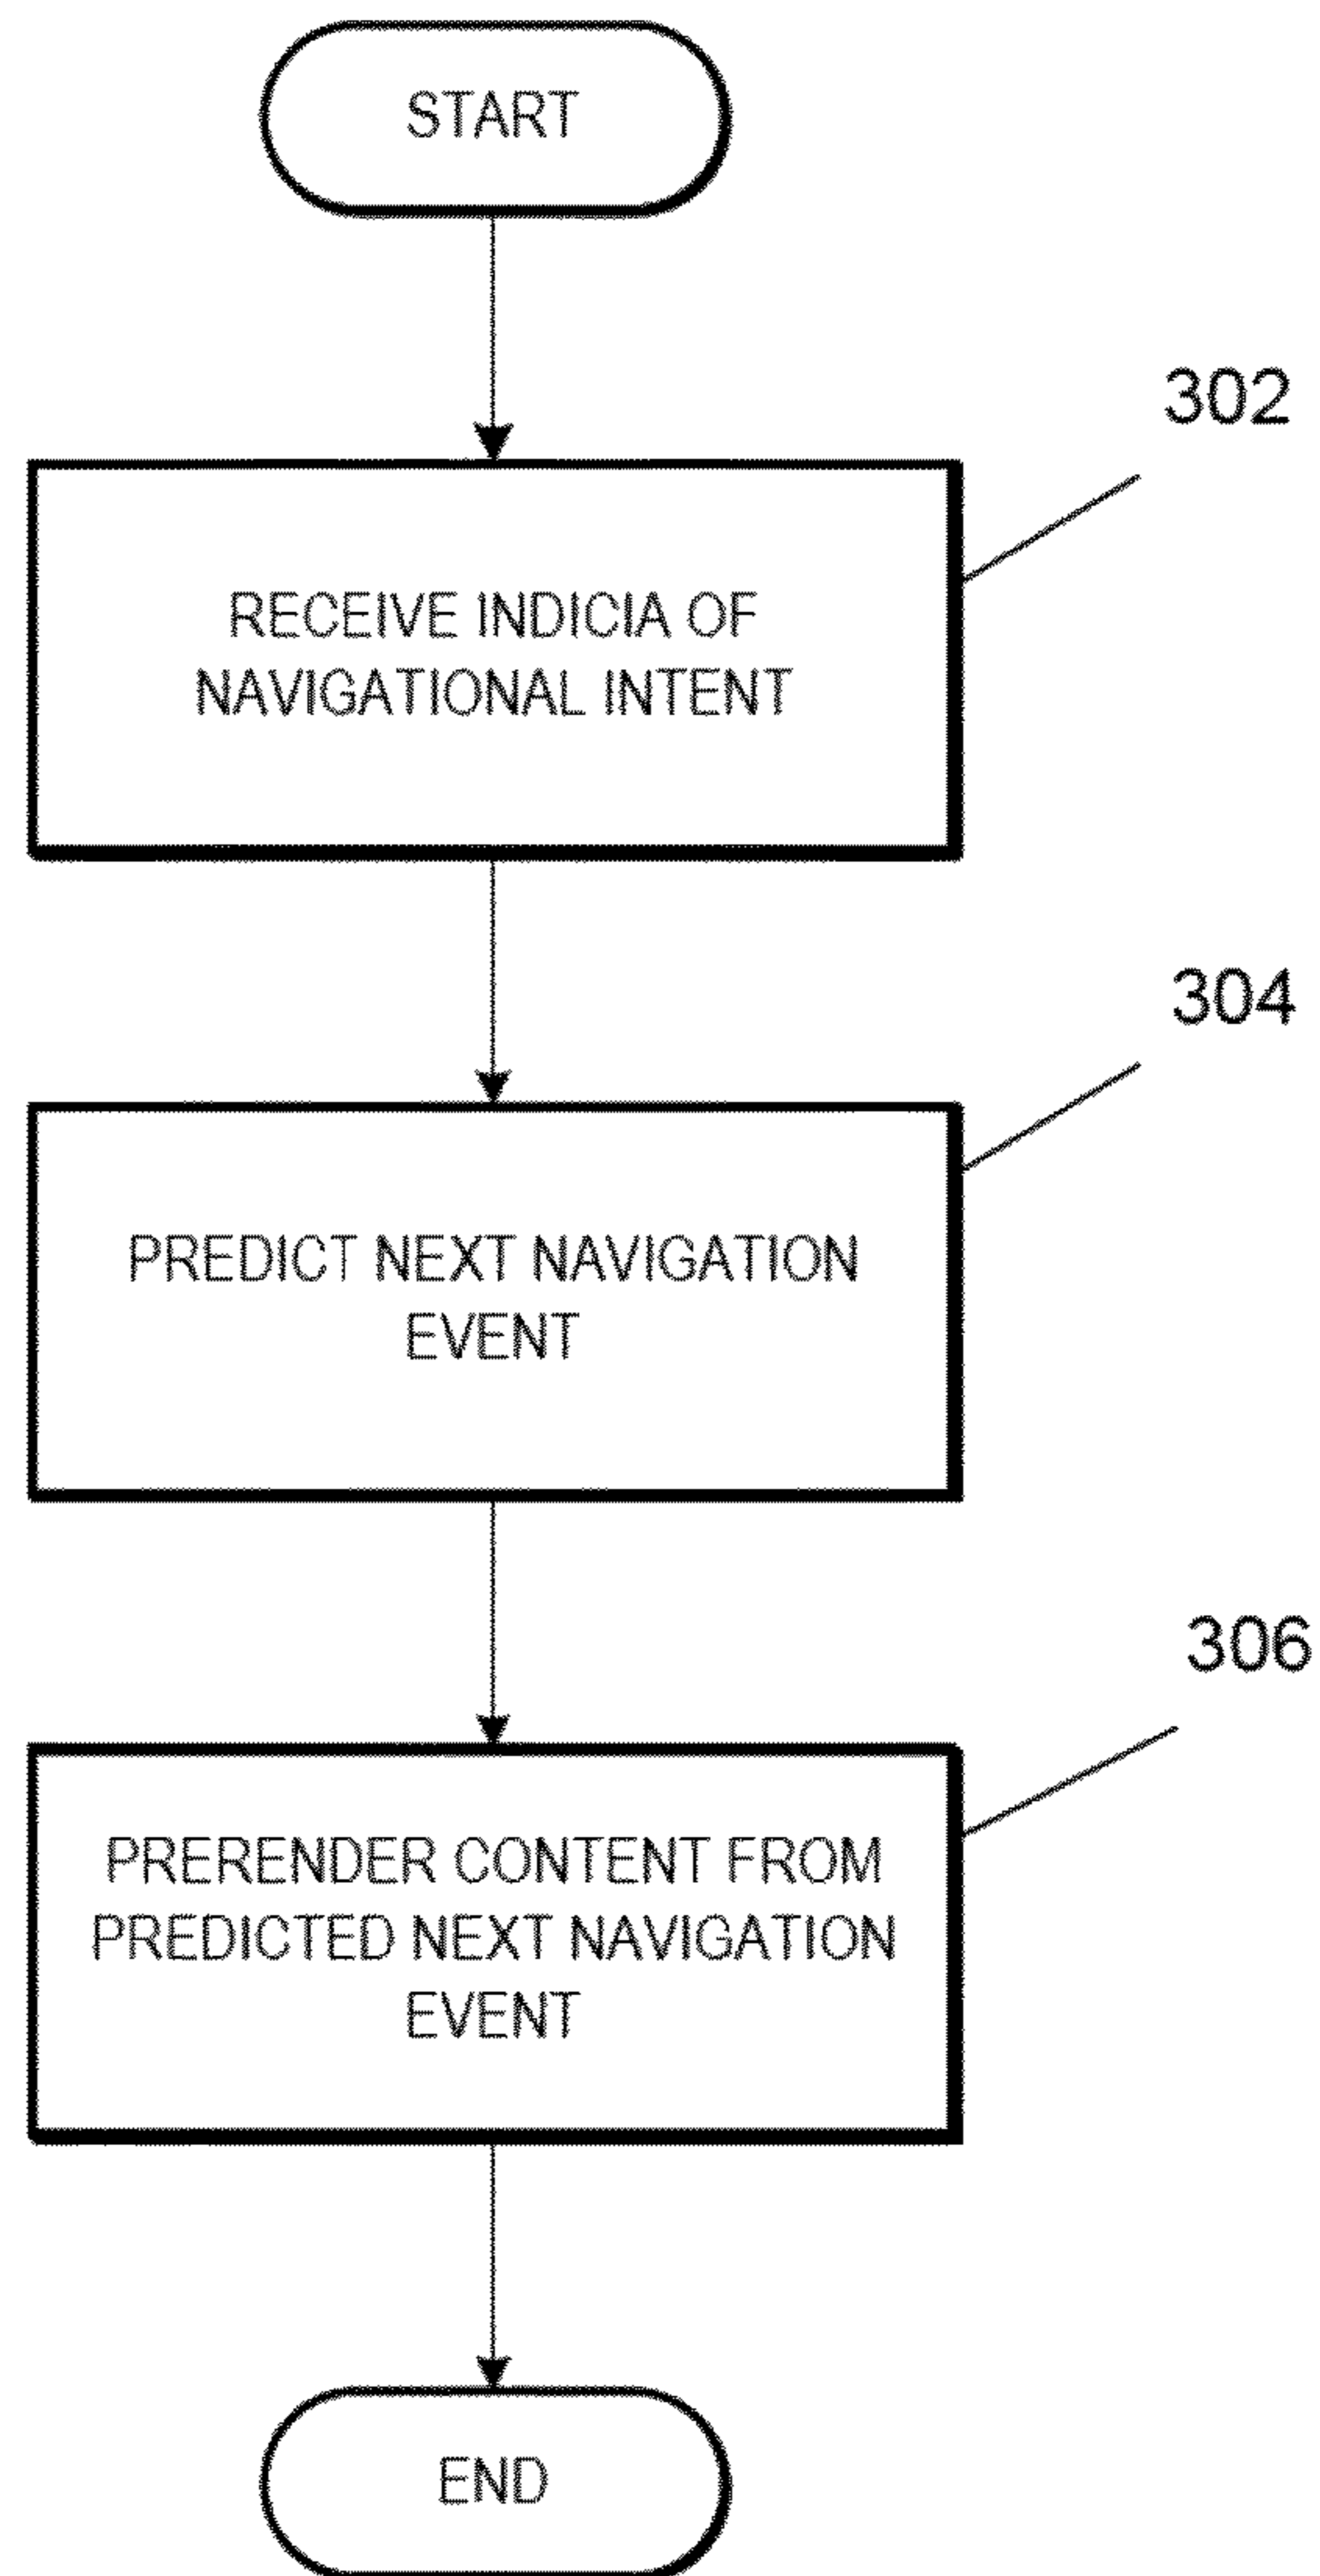 START
302
RECEIVE INDICIA OF
NAVIGATIONAL INTENT
304
PREDICT NEXT NAVIGATION
EVENT
306
PRERENDER CONTENT FROM
PREDICTED NEXT NAVIGATION
EVENT
END